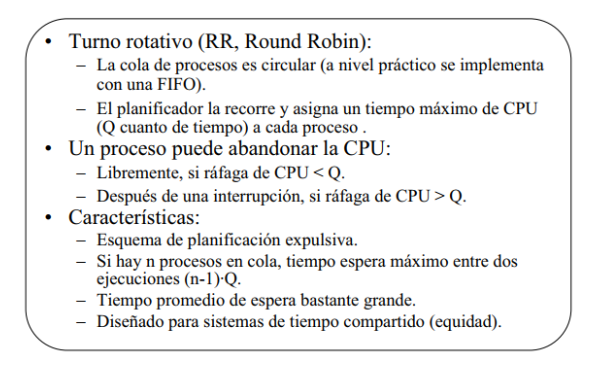 • Turno rotativo (RR, Round Robin):
– La cola de procesos es circular (a nivel práctico se implementa
con una FIFO).
– El planificador la recorre y asigna un tiempo máximo de CPU
(Q cuanto de tiempo) a cada proceso .
• Un proceso puede abandonar la CPU:
– Libremente, si ráfaga de CPU < Q.
– Después de una interrupción, si ráfaga de CPU > Q.
• Características:
– Esquema de planificación expulsiva.
– Si hay n procesos en cola, tiempo espera máximo entre dos
ejecuciones (n-1)·Q.
– Tiempo promedio de espera bastante grande.
– Diseñado para sistemas de tiempo compartido (equidad).